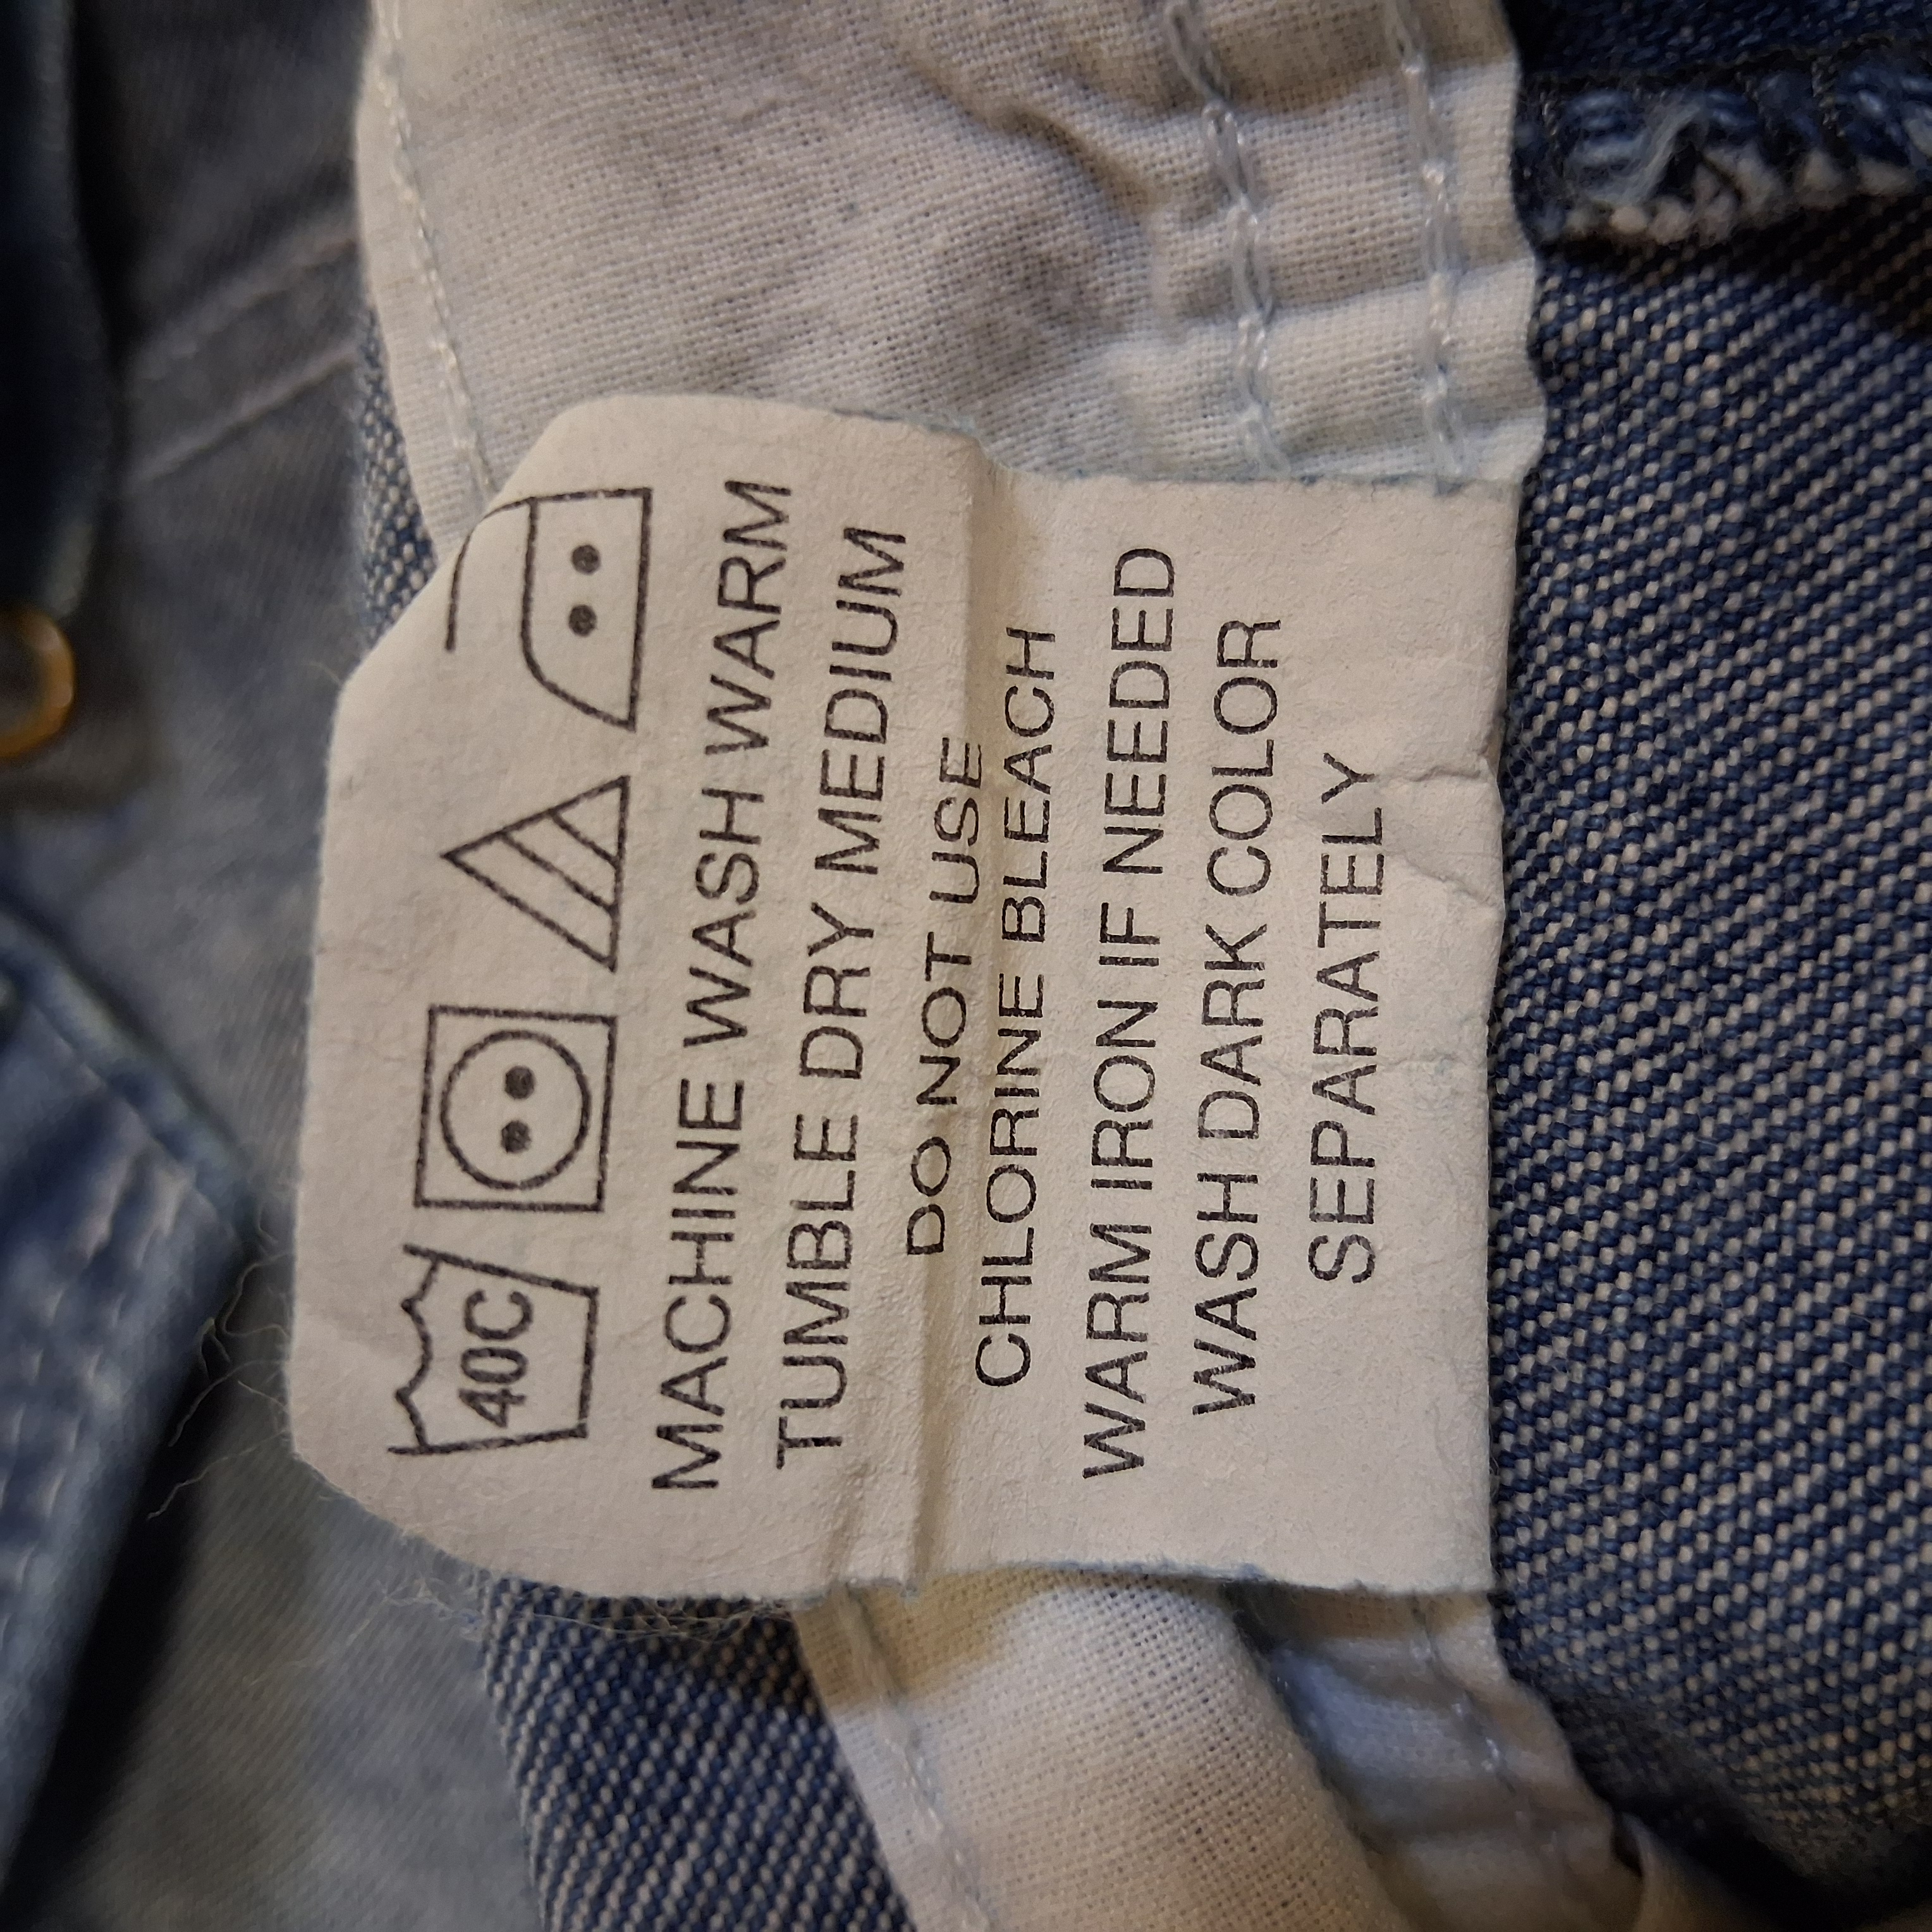 40C
MACHINE WASH WARM
TUMBLE DRY MEDIUM
DO NOT USE
CHLORINE BLEACH
WARM IRON IF NEEDED
WASH DARK COLOR
SEPARATELY